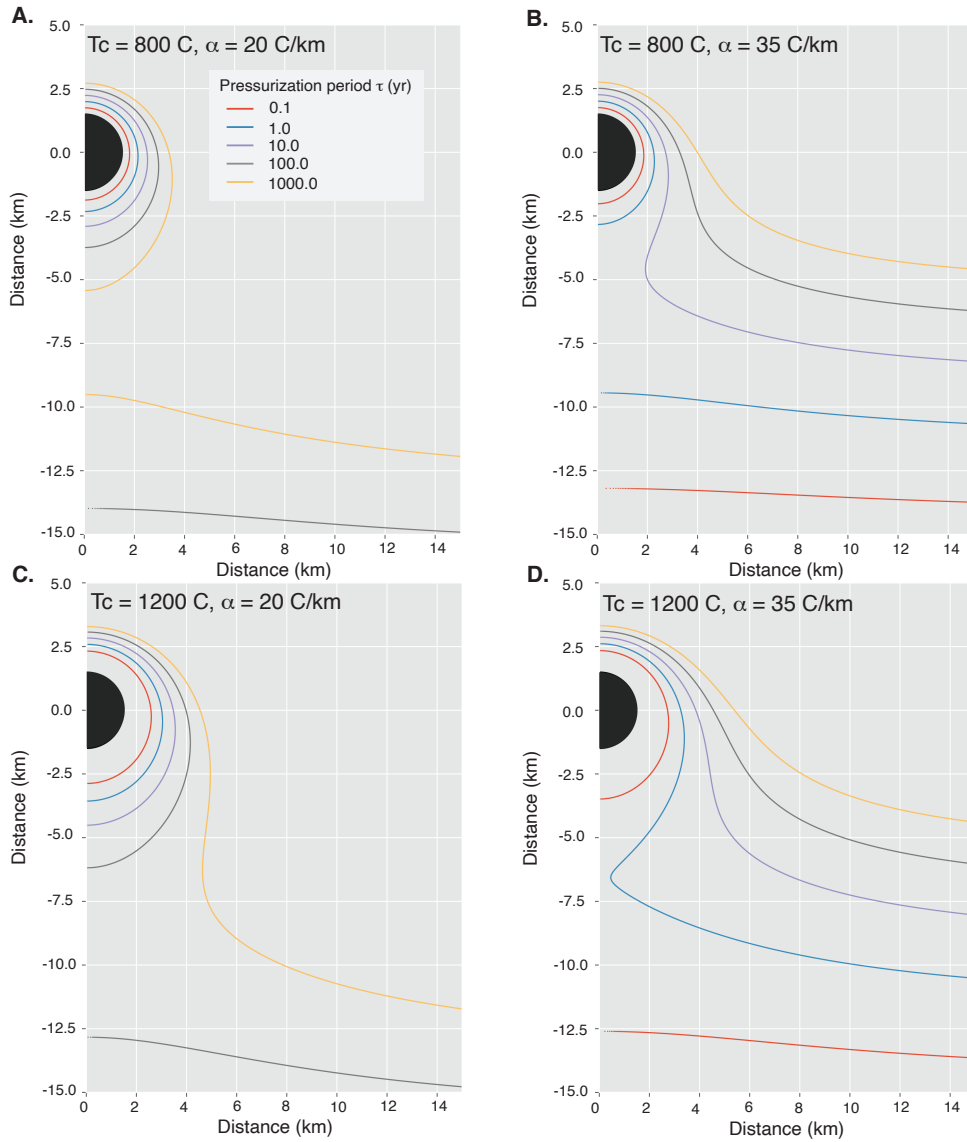 A.
Tc = 800 C, α = 20 C/km
Pressurization period τ (yr)
0.1
1.0
10.0
100.0
1000.0
5.0
2.5
0.0
-2.5
-5.0
-7.5
-10.0
-12.5
-15.0
Distance (km)
0 2 4 6 8 10 12 14
Distance (km)
B.
Tc = 800 C, α = 35 C/km
5.0
2.5
0.0
-2.5
-5.0
-7.5
-10.0
-12.5
-15.0
Distance (km)
0 2 4 6 8 10 12 14
Distance (km)
C.
Tc = 1200 C, α = 20 C/km
5.0
2.5
0.0
-2.5
-5.0
-7.5
-10.0
-12.5
-15.0
Distance (km)
0 2 4 6 8 10 12 14
Distance (km)
D.
Tc = 1200 C, α = 35 C/km
5.0
2.5
0.0
-2.5
-5.0
-7.5
-10.0
-12.5
-15.0
Distance (km)
0 2 4 6 8 10 12 14
Distance (km)